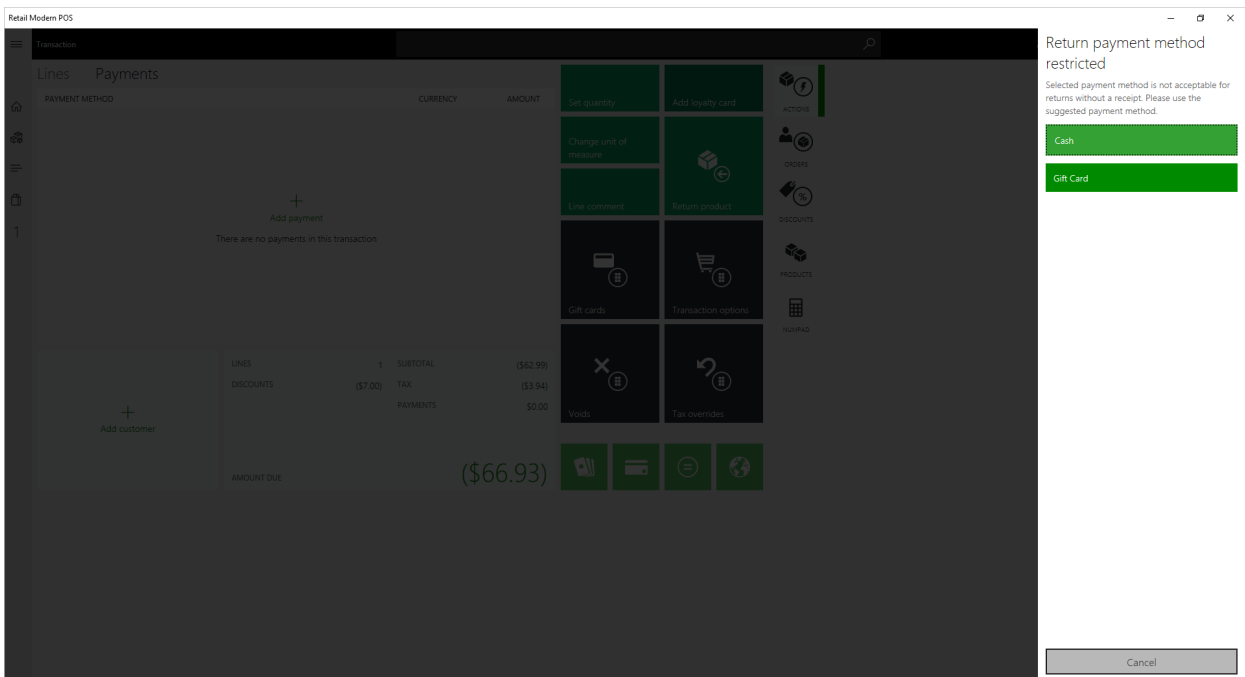 Retail Modern POS
Transaction
Lines Payments
PAYMENT METHOD CURRENCY AMOUNT
Add payment
There are no payments in this transaction
1
Add customer
LINES 1
DISCOUNTS ($7.00)
SUBTOTAL ($62.99)
TAX ($3.94)
PAYMENTS $0.00
AMOUNT DUE ($66.93)
Set quantity
Add loyalty card
Change unit of
measure
Line comment
Return product
Gift cards
Transaction options
Voids
Tax overrides
ACTIONS
ORDERS
DISCOUNTS
PRODUCTS
NUMPAD
Return payment method
restricted
Selected payment method is not acceptable for
returns without a receipt. Please use the
suggested payment method.
Cash
Gift Card
Cancel